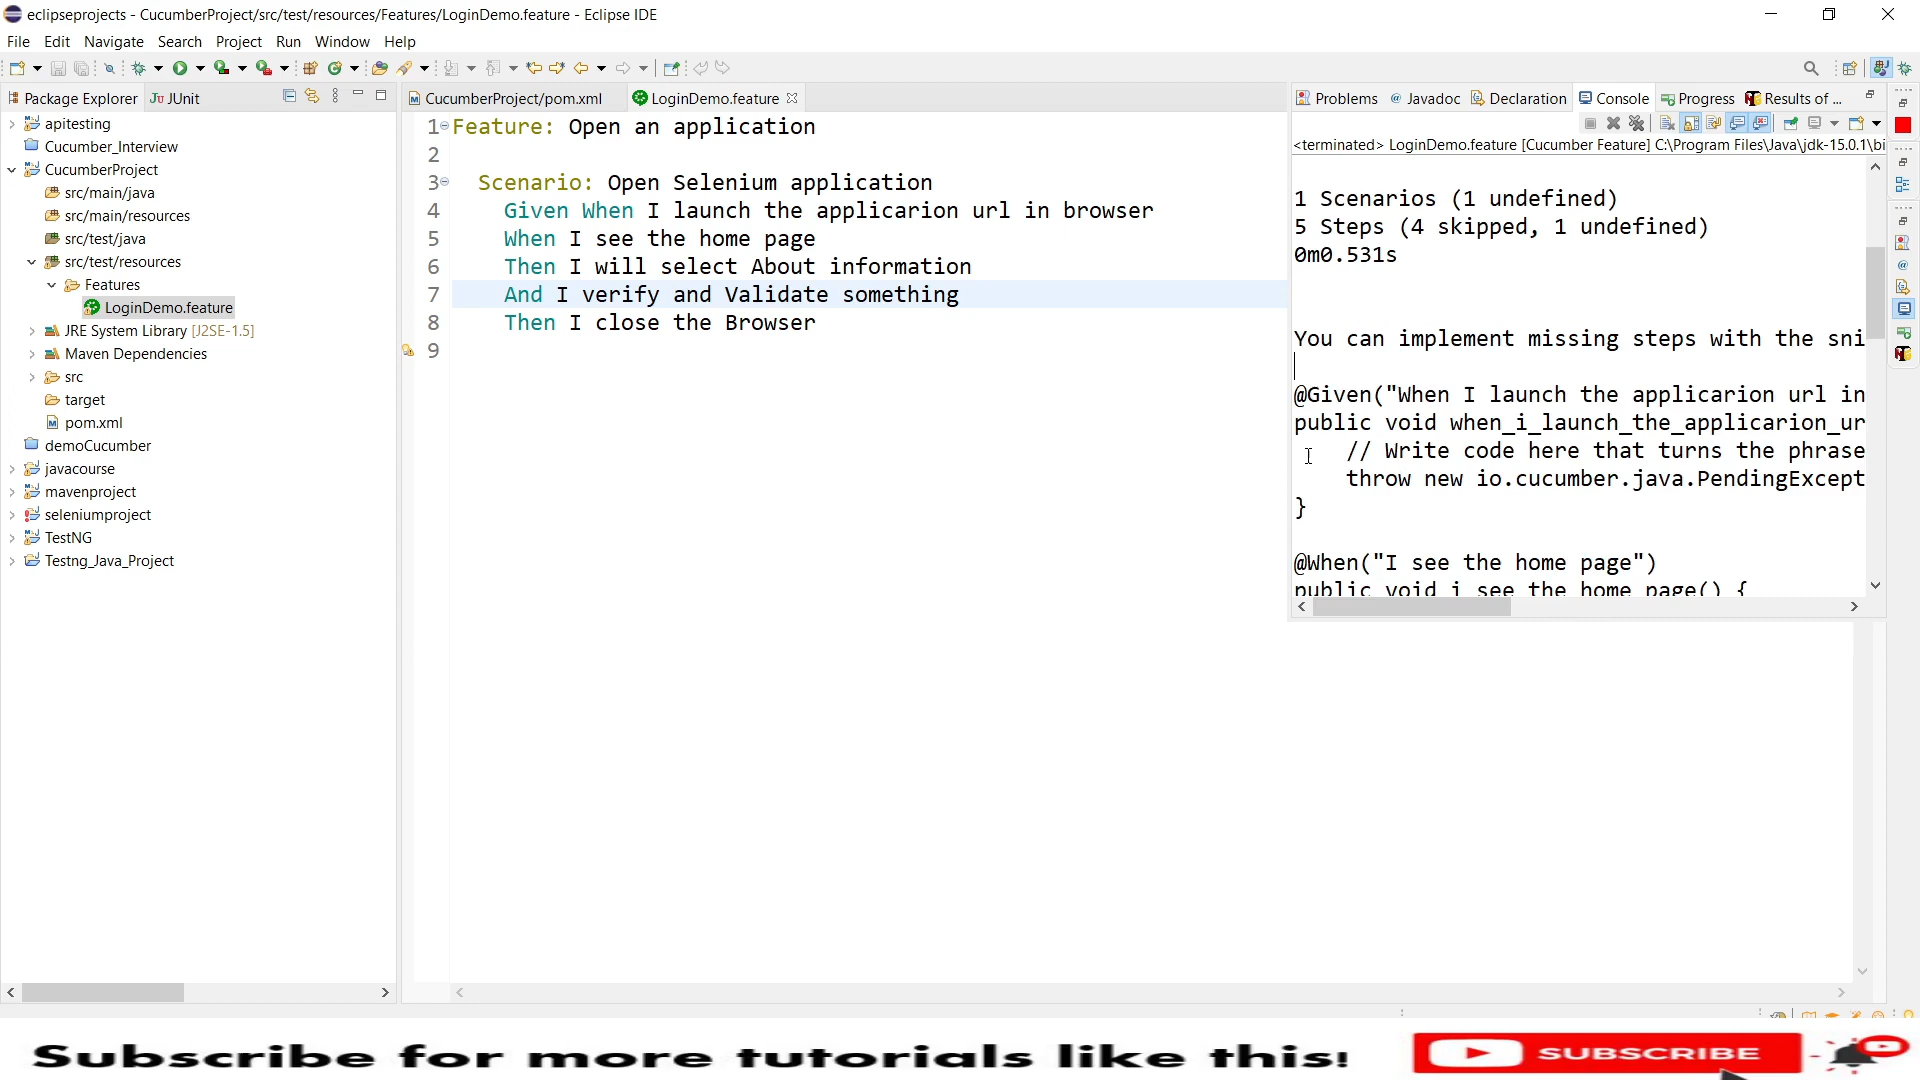 eclipseprojects - CucumberProject/src/test/resources/Features/LoginDemo.feature - Eclipse IDE
File Edit Navigate Search Project Run Window Help
Package Explorer JUnit
apitesting
Cucumber_Interview
CucumberProject
src/main/java
src/main/resources
src/test/java
src/test/resources
Features
LoginDemo.feature
JRE System Library [J2SE-1.5]
Maven Dependencies
src
target
pom.xml
demoCucumber
javacourse
mavenproject
seleniumproject
TestNG
Testng_Java_Project
CucumberProject/pom.xml LoginDemo.feature
1 Feature: Open an application
2
3 Scenario: Open Selenium application
4 Given When I launch the applicarion url in browser
5 When I see the home page
6 Then I will select About information
7 And I verify and Validate something
8 Then I close the Browser
9
Problems Javadoc Declaration Console Progress Results of ...
<terminated> LoginDemo.feature [Cucumber Feature] C:\Program Files\Java\jdk-15.0.1\bi
1 Scenarios (1 undefined)
5 Steps (4 skipped, 1 undefined)
0m0.531s
You can implement missing steps with the sni
@Given("When I launch the applicarion url in
public void when_i_launch_the_applicarion_ur
// Write code here that turns the phrase
throw new io.cucumber.java.PendingExcept
}
@When("I see the home page")
public void i see the home page() {
Subscribe for more tutorials like this!
SUBSCRIBE